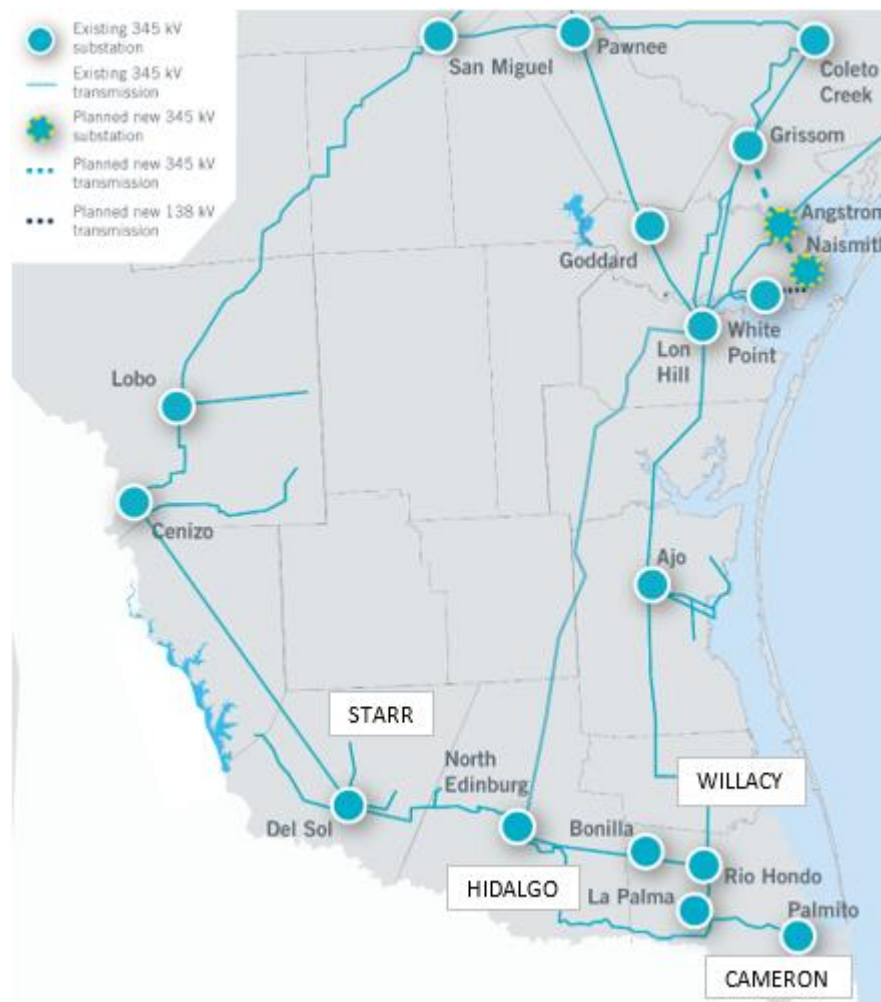 Existing 345 kV
substation
Existing 345 kV
transmission
Planned new 345 kV
substation
Planned new 345 kV
transmission
Planned new 138 kV
transmission
San Miguel
Pawnee
Coleto
Creek
Grissom
Angstrom
Naismith
Goddard
White
Point
Lon
Hill
Lobo
Cenizo
Ajo
STARR
North
Edinburg
WILLACY
Del Sol
Bonilla
HIDALGO
Rio Hondo
La Palma
Palmito
CAMERON